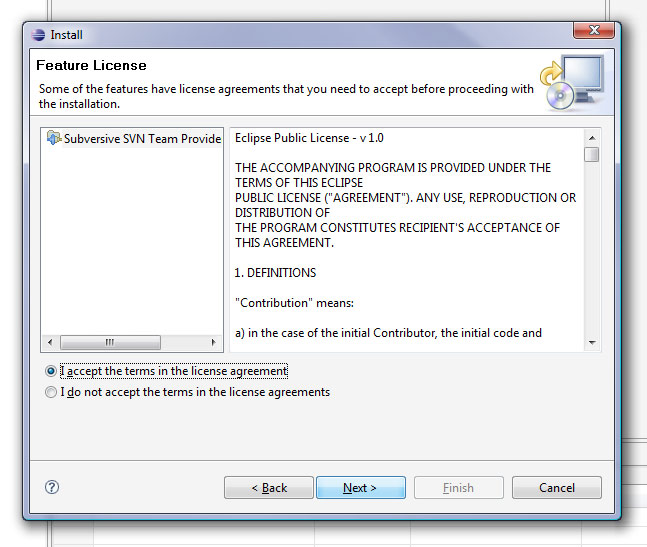 Install
Feature License
Some of the features have license agreements that you need to accept before proceeding with
the installation.
Subversive SVN Team Provide
Eclipse Public License - v 1.0
THE ACCOMPANYING PROGRAM IS PROVIDED UNDER THE
TERMS OF THIS ECLIPSE
PUBLIC LICENSE ("AGREEMENT"). ANY USE, REPRODUCTION OR
DISTRIBUTION OF
THE PROGRAM CONSTITUTES RECIPIENT'S ACCEPTANCE OF
THIS AGREEMENT.
1. DEFINITIONS
"Contribution" means:
a) in the case of the initial Contributor, the initial code and
I accept the terms in the license agreement
I do not accept the terms in the license agreements
?
< Back
Next >
Finish
Cancel